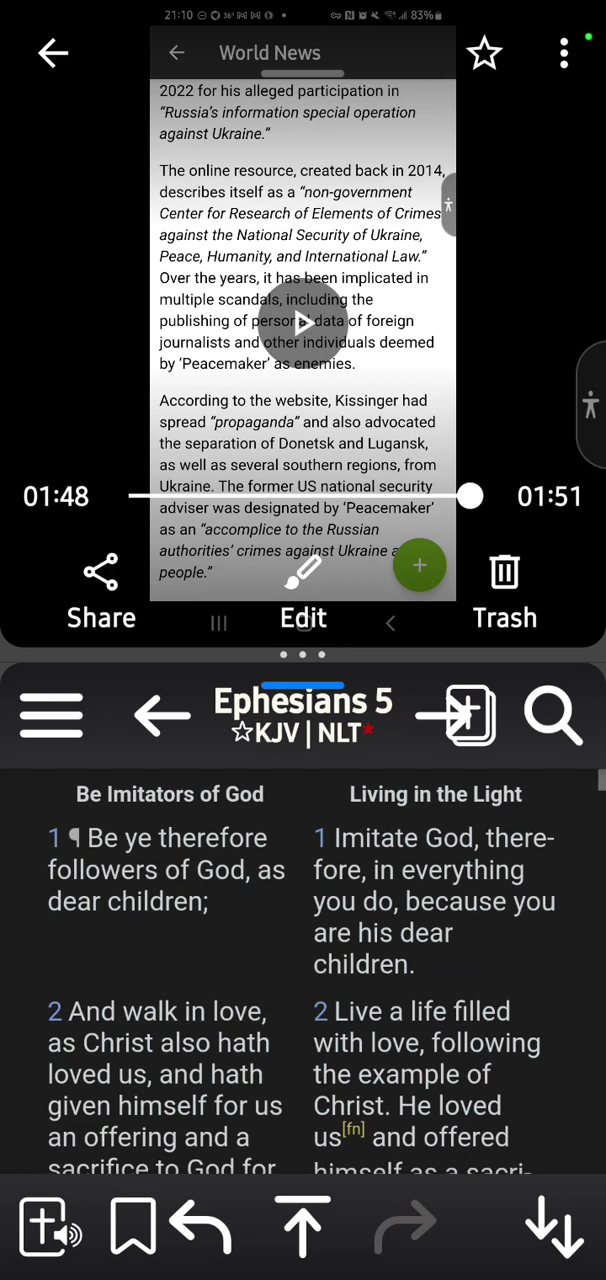 21:10 36° 83%
World News
2022 for his alleged participation in
“Russia’s information special operation
against Ukraine.”
The online resource, created back in 2014,
describes itself as a “non-government
Center for Research of Elements of Crimes
against the National Security of Ukraine,
Peace, Humanity, and International Law.”
Over the years, it has been implicated in
multiple scandals, including the
publishing of personal data of foreign
journalists and other individuals deemed
by ‘Peacemaker’ as enemies.
According to the website, Kissinger had
spread “propaganda” and also advocated
the separation of Donetsk and Lugansk,
as well as several southern regions, from
01:48 01:51
Ukraine. The former US national security
adviser was designated by ‘Peacemaker’
as an “accomplice to the Russian
authorities’ crimes against Ukraine
people.”
Share Edit Trash
Ephesians 5
☆KJV | NLT*
Be Imitators of God
1 ¶ Be ye therefore
followers of God, as
dear children;
2 And walk in love,
as Christ also hath
loved us, and hath
given himself for us
an offering and a
sacrifice to God for
Living in the Light
1 Imitate God, there-
fore, in everything
you do, because you
are his dear
children.
2 Live a life filled
with love, following
the example of
Christ. He loved
us[fn] and offered
himself as a sacri-